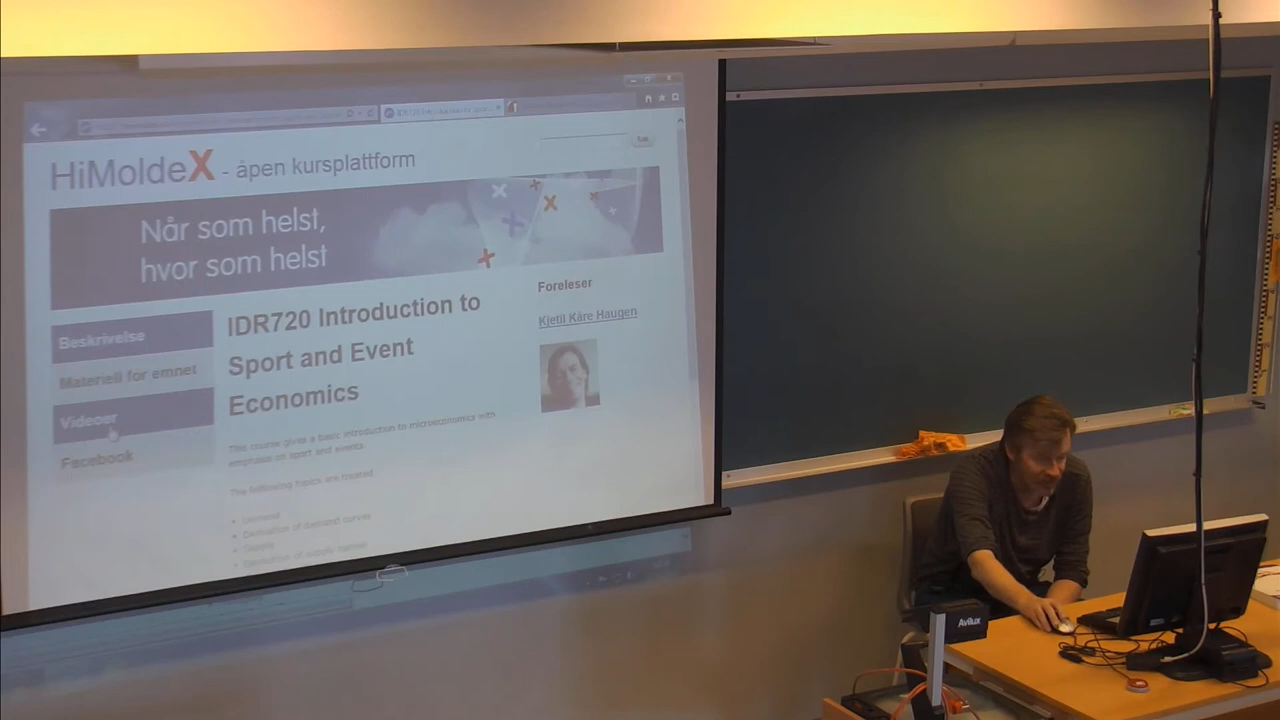 HiMoldeX - åpen kursplattform
Når som helst,
hvor som helst
Beskrivelse
Materiell for emnet
Videoer
Facebook
IDR720 Introduction to
Sport and Event
Economics
This course gives a basic introduction to microeconomics with
emphasis on sport and events.
The following topics are treated
Demand
Derivation of demand curves
Supply
Foreleser
Kjetil Kåre Haugen
Avilux